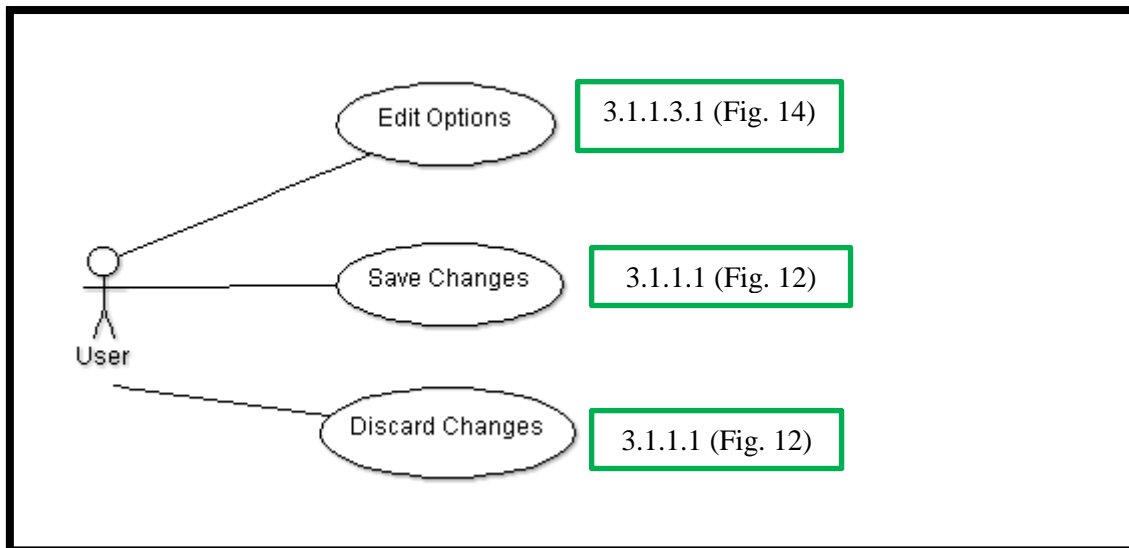 Edit Options
3.1.1.3.1 (Fig. 14)
Save Changes
3.1.1.1 (Fig. 12)
User
Discard Changes
3.1.1.1 (Fig. 12)